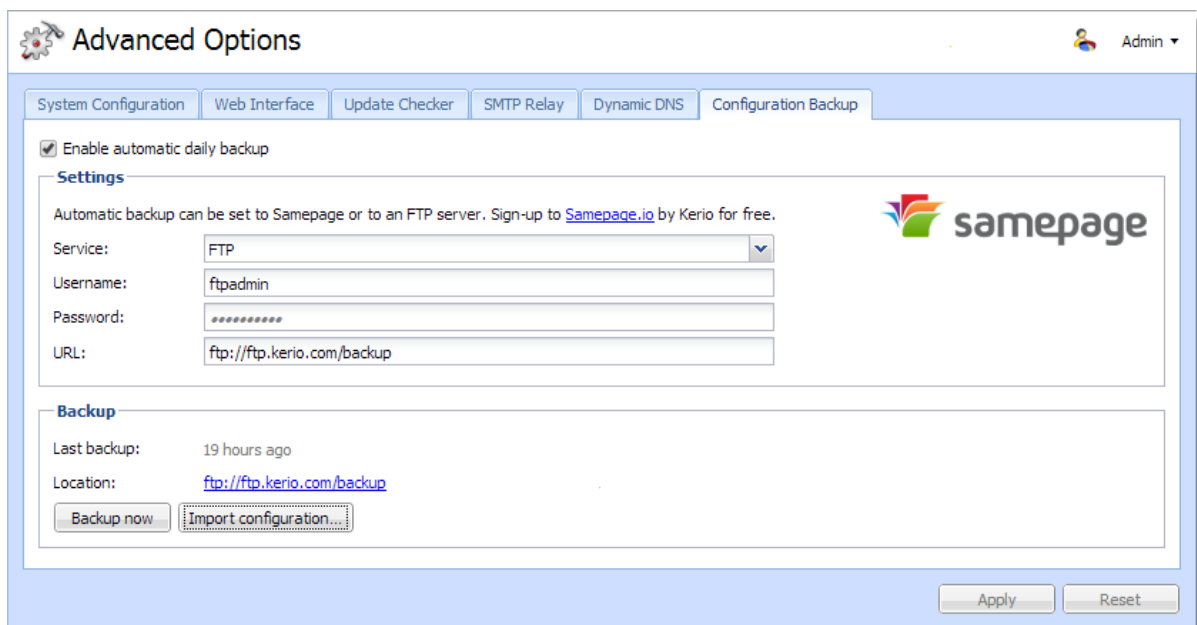 Advanced Options
Admin
System Configuration Web Interface Update Checker SMTP Relay Dynamic DNS Configuration Backup
Enable automatic daily backup
Settings
Automatic backup can be set to Samepage or to an FTP server. Sign-up to Samepage.io by Kerio for free.
samepage
Service: FTP
Username: ftpadmin
Password: **********
URL: ftp://ftp.kerio.com/backup
Backup
Last backup: 19 hours ago
Location: ftp://ftp.kerio.com/backup
Backup now Import configuration...
Apply Reset